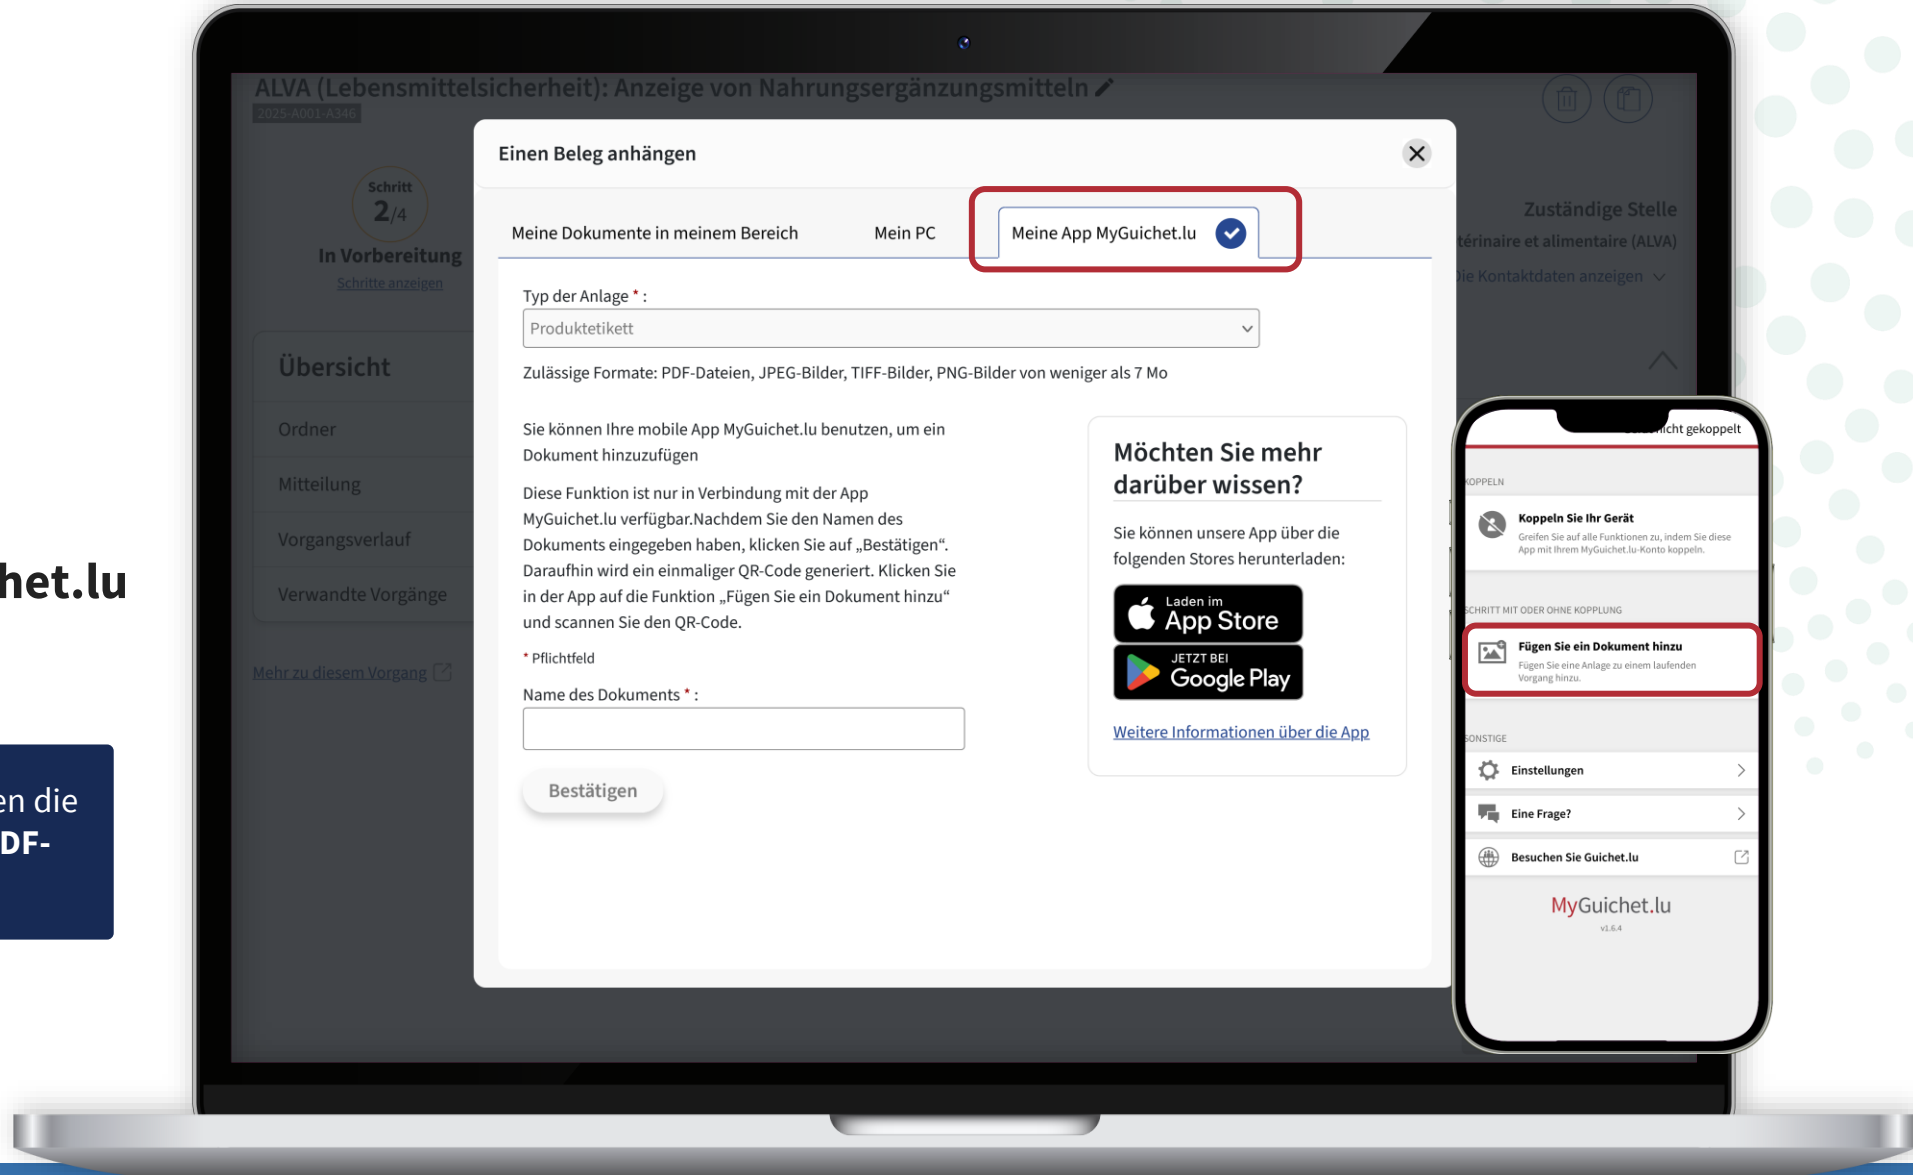 ALVA (Lebensmittelsicherheit): Anzeige von Nahrungsergänzungsmitteln
2025-A001-A346
Schritt
2/4
In Vorbereitung
Schritte anzeigen
Übersicht
Ordner
Mitteilung
Vorgangsverlauf
Verwandte Vorgänge
Mehr zu diesem Vorgang
Zuständige Stelle
térinaire et alimentaire (ALVA)
Die Kontaktdaten anzeigen
Einen Beleg anhängen
Meine Dokumente in meinem Bereich
Mein PC
Meine App MyGuichet.lu
Typ der Anlage * :
Produktetikett
Zulässige Formate: PDF-Dateien, JPEG-Bilder, TIFF-Bilder, PNG-Bilder von weniger als 7 Mo
Sie können Ihre mobile App MyGuichet.lu benutzen, um ein
Dokument hinzuzufügen
Diese Funktion ist nur in Verbindung mit der App
MyGuichet.lu verfügbar.Nachdem Sie den Namen des
Dokuments eingegeben haben, klicken Sie auf „Bestätigen“.
Daraufhin wird ein einmaliger QR-Code generiert. Klicken Sie
in der App auf die Funktion „Fügen Sie ein Dokument hinzu“
und scannen Sie den QR-Code.
* Pflichtfeld
Name des Dokuments * :
Bestätigen
Möchten Sie mehr
darüber wissen?
Sie können unsere App über die
folgenden Stores herunterladen:
Laden im
App Store
JETZT BEI
Google Play
Weitere Informationen über die App
nicht gekoppelt
KOPPELN
Koppeln Sie Ihr Gerät
Greifen Sie auf alle Funktionen zu, indem Sie diese
App mit Ihrem MyGuichet.lu-Konto koppeln.
SCHRITT MIT ODER OHNE KOPPLUNG
Fügen Sie ein Dokument hinzu
Fügen Sie eine Anlage zu einem laufenden
Vorgang hinzu.
SONSTIGE
Einstellungen
Eine Frage?
Besuchen Sie Guichet.lu
MyGuichet.lu
v1.6.4
het.lu
en die
DF-